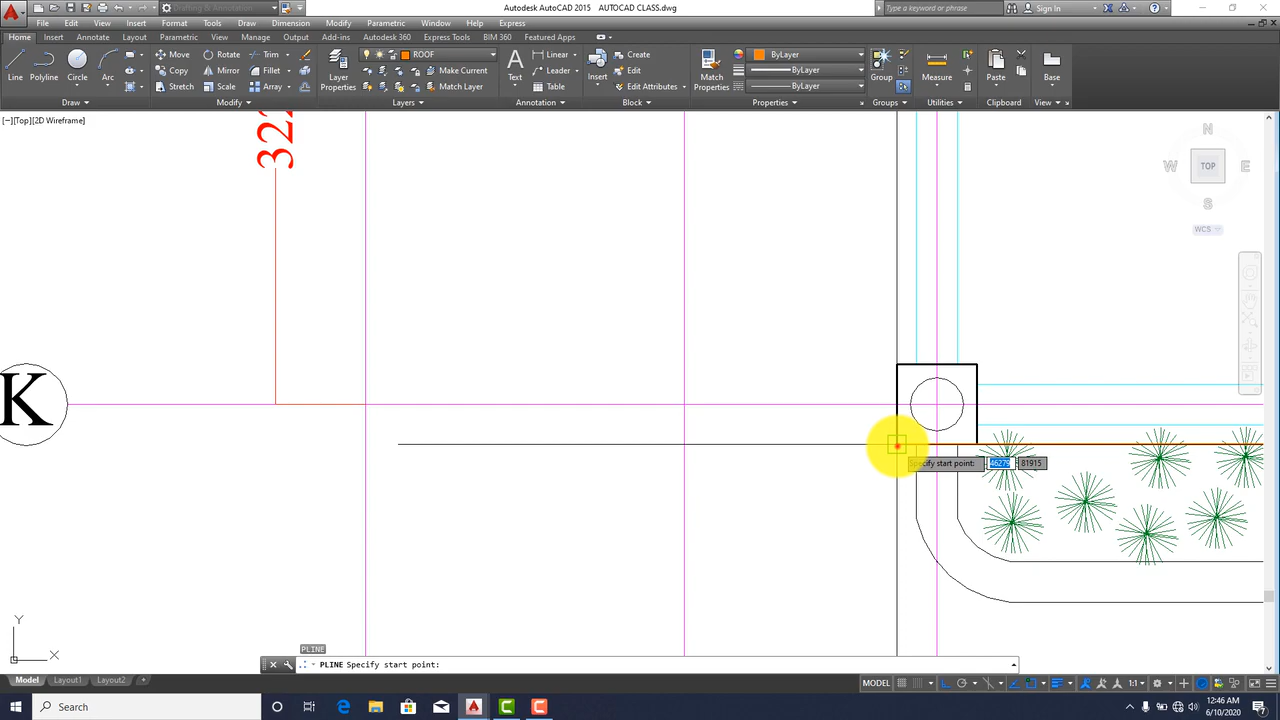 Drafting & Annotation
Autodesk AutoCAD 2015 AUTOCAD CLASS.dwg
Type a keyword or phrase
Sign In
File Edit View Insert Format Tools Draw Dimension Modify Parametric Window Help Express
Home Insert Annotate Layout Parametric View Manage Output Add-ins Autodesk 360 Express Tools BIM 360 Featured Apps
Line Polyline Circle Arc
Move Rotate Trim
Copy Mirror Fillet
Stretch Scale Array
Layer Properties
ROOF
Make Current
Match Layer
Text
Linear
Leader
Table
Insert
Create
Edit
Edit Attributes
Match Properties
ByLayer
ByLayer
ByLayer
Group
Measure
Paste
Base
Draw Modify Layers Annotation Block Properties Groups Utilities Clipboard View
[−][Top][2D Wireframe]
322
N
W TOP E
S
WCS
K
Specify start point: 46279 81915
Y
X
PLINE
PLINE Specify start point:
Model Layout1 Layout2 +
MODEL 1:1
Search
12:46 AM
6/10/2020